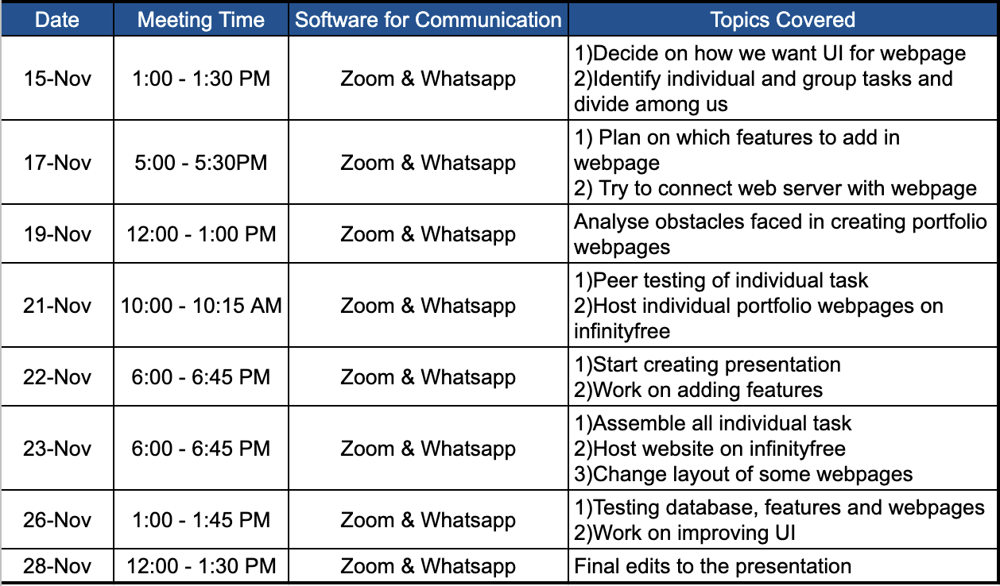 Date Meeting Time Software for Communication Topics Covered
15-Nov 1:00 - 1:30 PM Zoom & Whatsapp 1)Decide on how we want UI for webpage
2)Identify individual and group tasks and
divide among us
17-Nov 5:00 - 5:30PM Zoom & Whatsapp 1) Plan on which features to add in
webpage
2) Try to connect web server with webpage
19-Nov 12:00 - 1:00 PM Zoom & Whatsapp Analyse obstacles faced in creating portfolio
webpages
21-Nov 10:00 - 10:15 AM Zoom & Whatsapp 1)Peer testing of individual task
2)Host individual portfolio webpages on
infinityfree
22-Nov 6:00 - 6:45 PM Zoom & Whatsapp 1)Start creating presentation
2)Work on adding features
23-Nov 6:00 - 6:45 PM Zoom & Whatsapp 1)Assemble all individual task
2)Host website on infinityfree
3)Change layout of some webpages
26-Nov 1:00 - 1:45 PM Zoom & Whatsapp 1)Testing database, features and webpages
2)Work on improving UI
28-Nov 12:00 - 1:30 PM Zoom & Whatsapp Final edits to the presentation